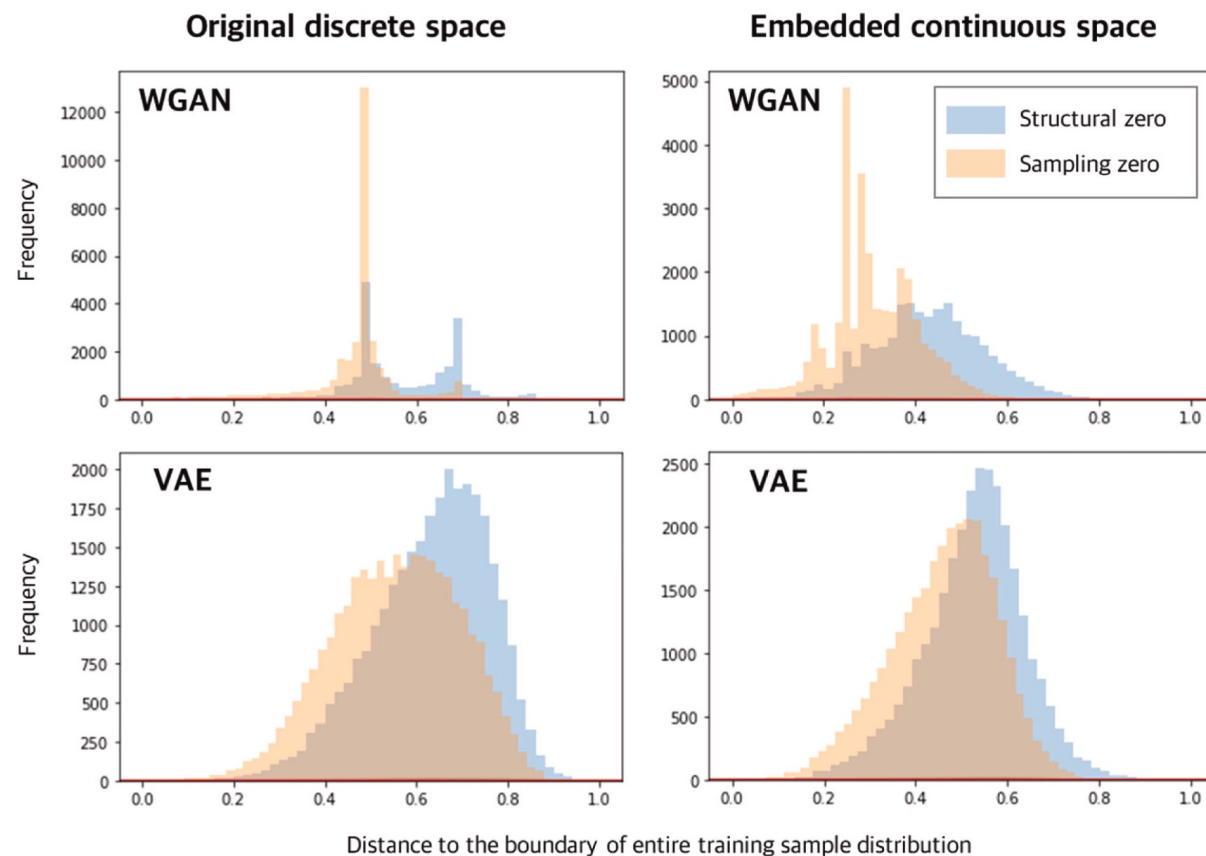 Original discrete space
Embedded continuous space
WGAN
12000
10000
8000
6000
4000
2000
0
0.0 0.2 0.4 0.6 0.8 1.0
Frequency
WGAN
Structural zero
Sampling zero
5000
4000
3000
2000
1000
0
0.0 0.2 0.4 0.6 0.8 1.0
VAE
2000
1750
1500
1250
1000
750
500
250
0
0.0 0.2 0.4 0.6 0.8 1.0
Frequency
VAE
2500
2000
1500
1000
500
0
0.0 0.2 0.4 0.6 0.8 1.0
Distance to the boundary of entire training sample distribution